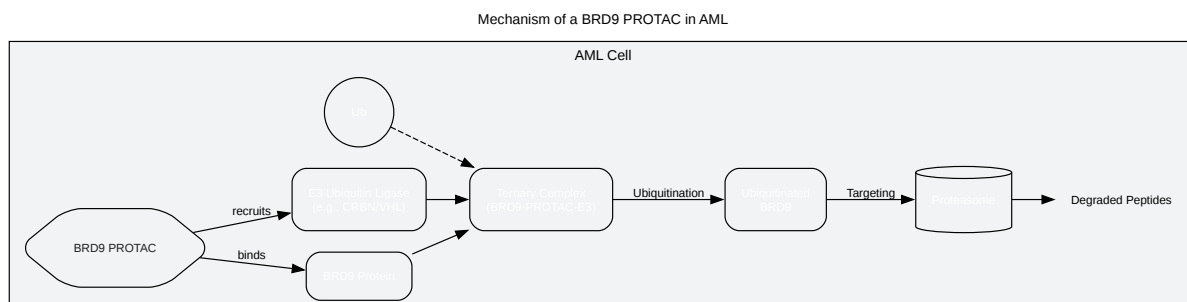 Mechanism of a BRD9 PROTAC in AML
AML Cell
Ub
E3 Ubiquitin Ligase
(e.g., CRBN/VHL)
Ternary Complex
(BRD9-PROTAC-E3)
Ubiquitination
Ubiquitinated
BRD9
Targeting
Proteasome
Degraded Peptides
recruits
BRD9 PROTAC
binds
BRD9 Protein